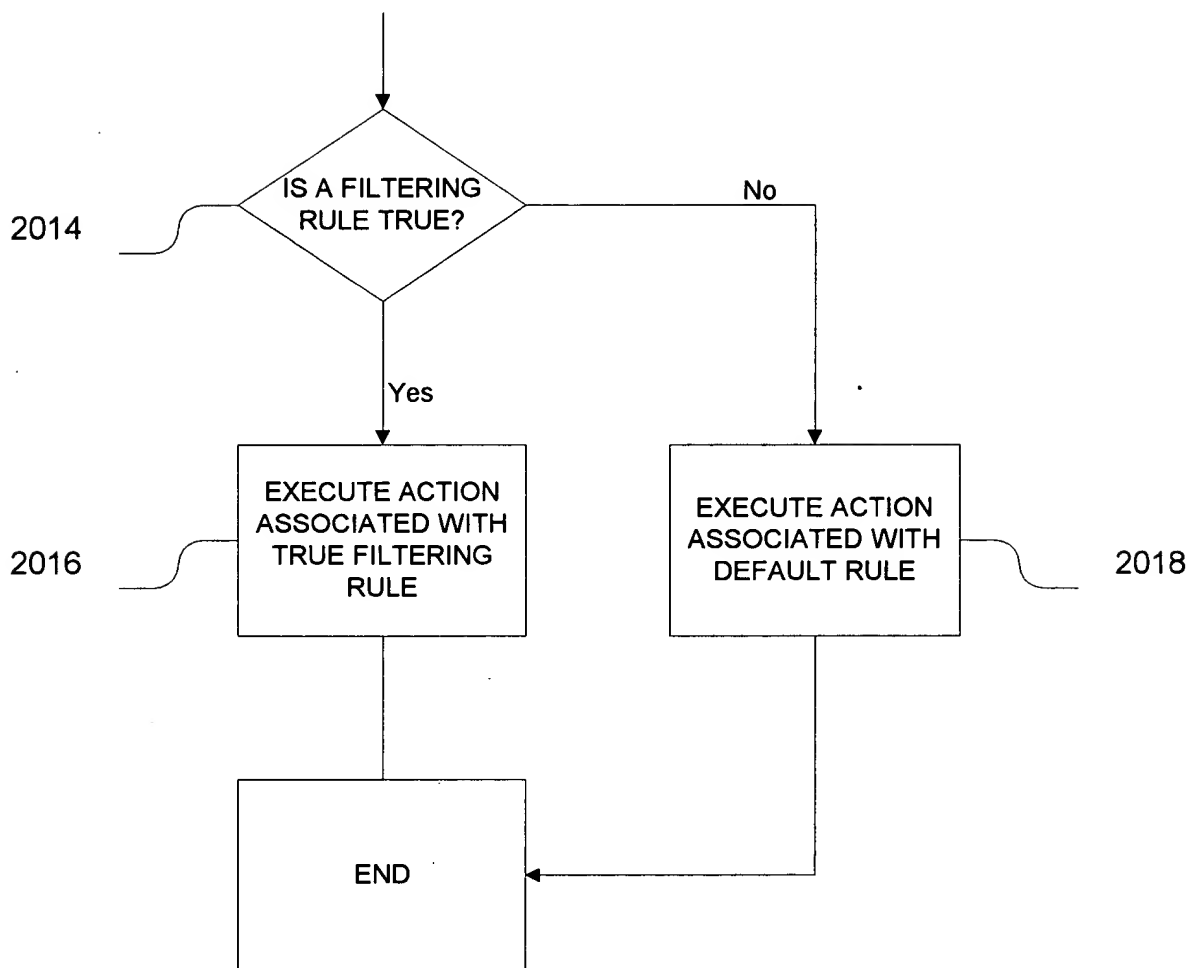 IS A FILTERING
RULE TRUE?
No
2014
Yes
EXECUTE ACTION
ASSOCIATED WITH
TRUE FILTERING
RULE
2016
EXECUTE ACTION
ASSOCIATED WITH
DEFAULT RULE
2018
END